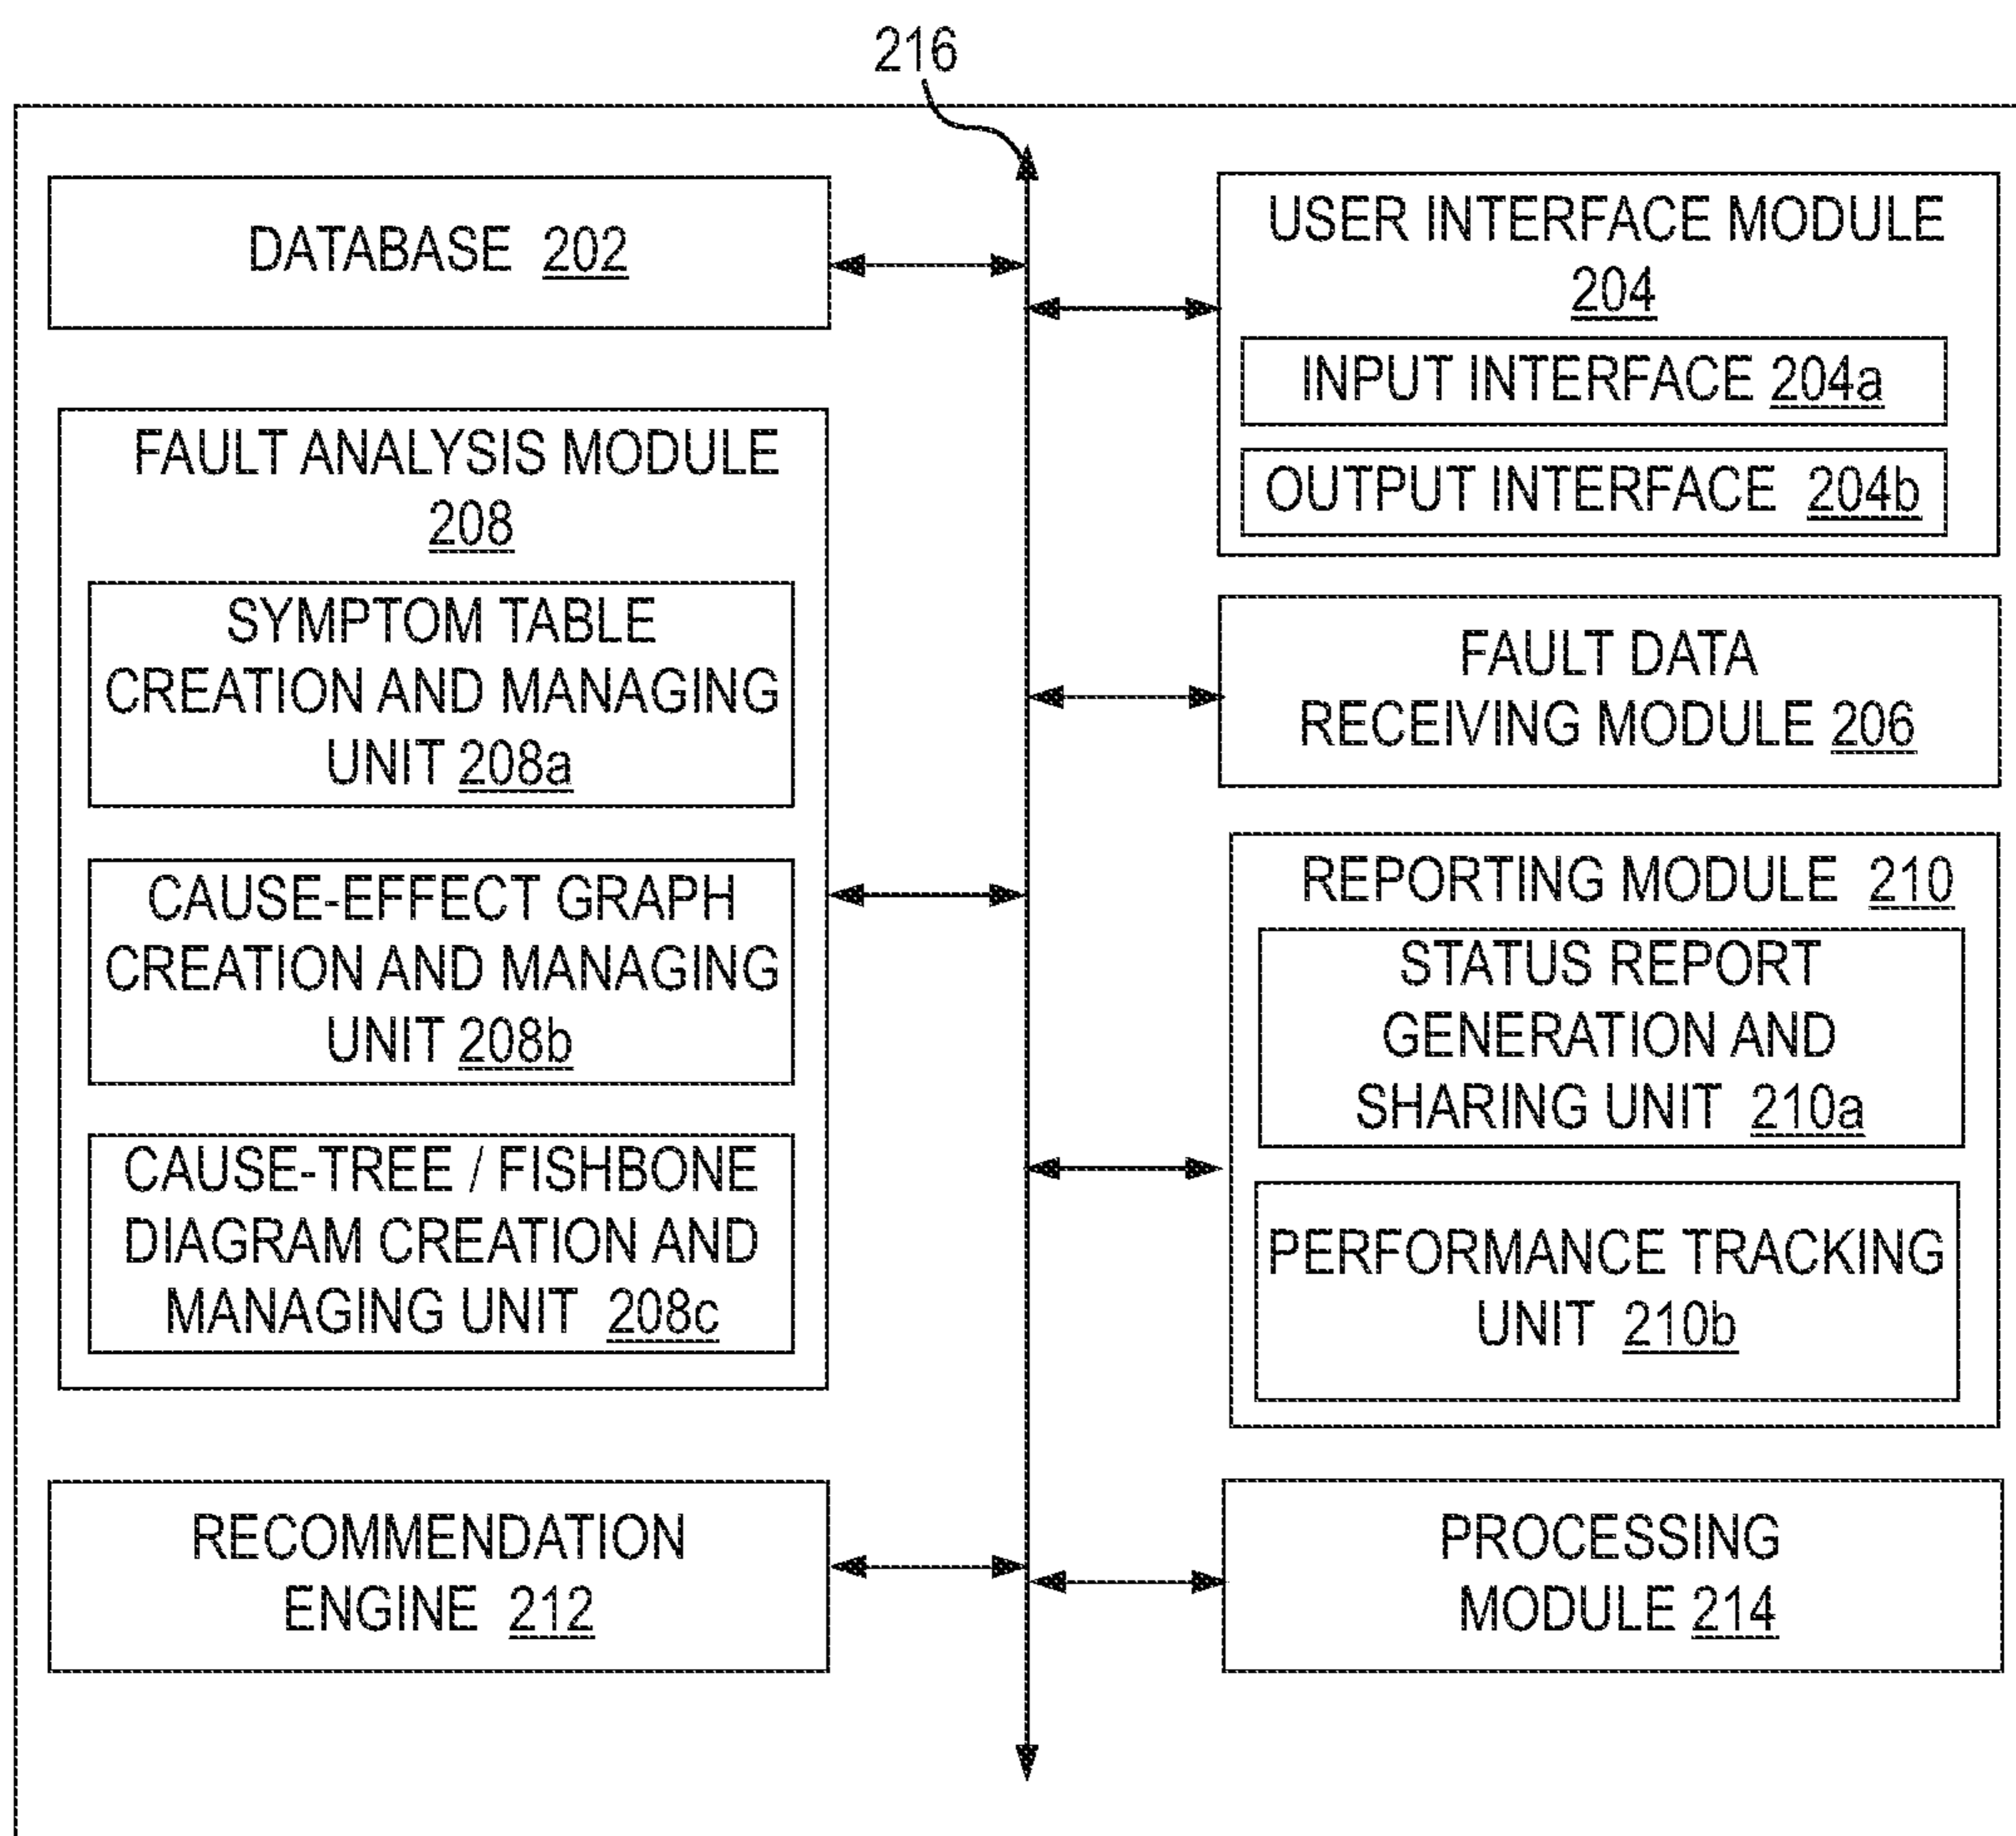 216
DATABASE 202
USER INTERFACE MODULE
204
INPUT INTERFACE 204a
OUTPUT INTERFACE 204b
FAULT ANALYSIS MODULE
208
SYMPTOM TABLE
CREATION AND MANAGING
UNIT 208a
CAUSE-EFFECT GRAPH
CREATION AND MANAGING
UNIT 208b
CAUSE-TREE / FISHBONE
DIAGRAM CREATION AND
MANAGING UNIT 208c
FAULT DATA
RECEIVING MODULE 206
REPORTING MODULE 210
STATUS REPORT
GENERATION AND
SHARING UNIT 210a
PERFORMANCE TRACKING
UNIT 210b
RECOMMENDATION
ENGINE 212
PROCESSING
MODULE 214